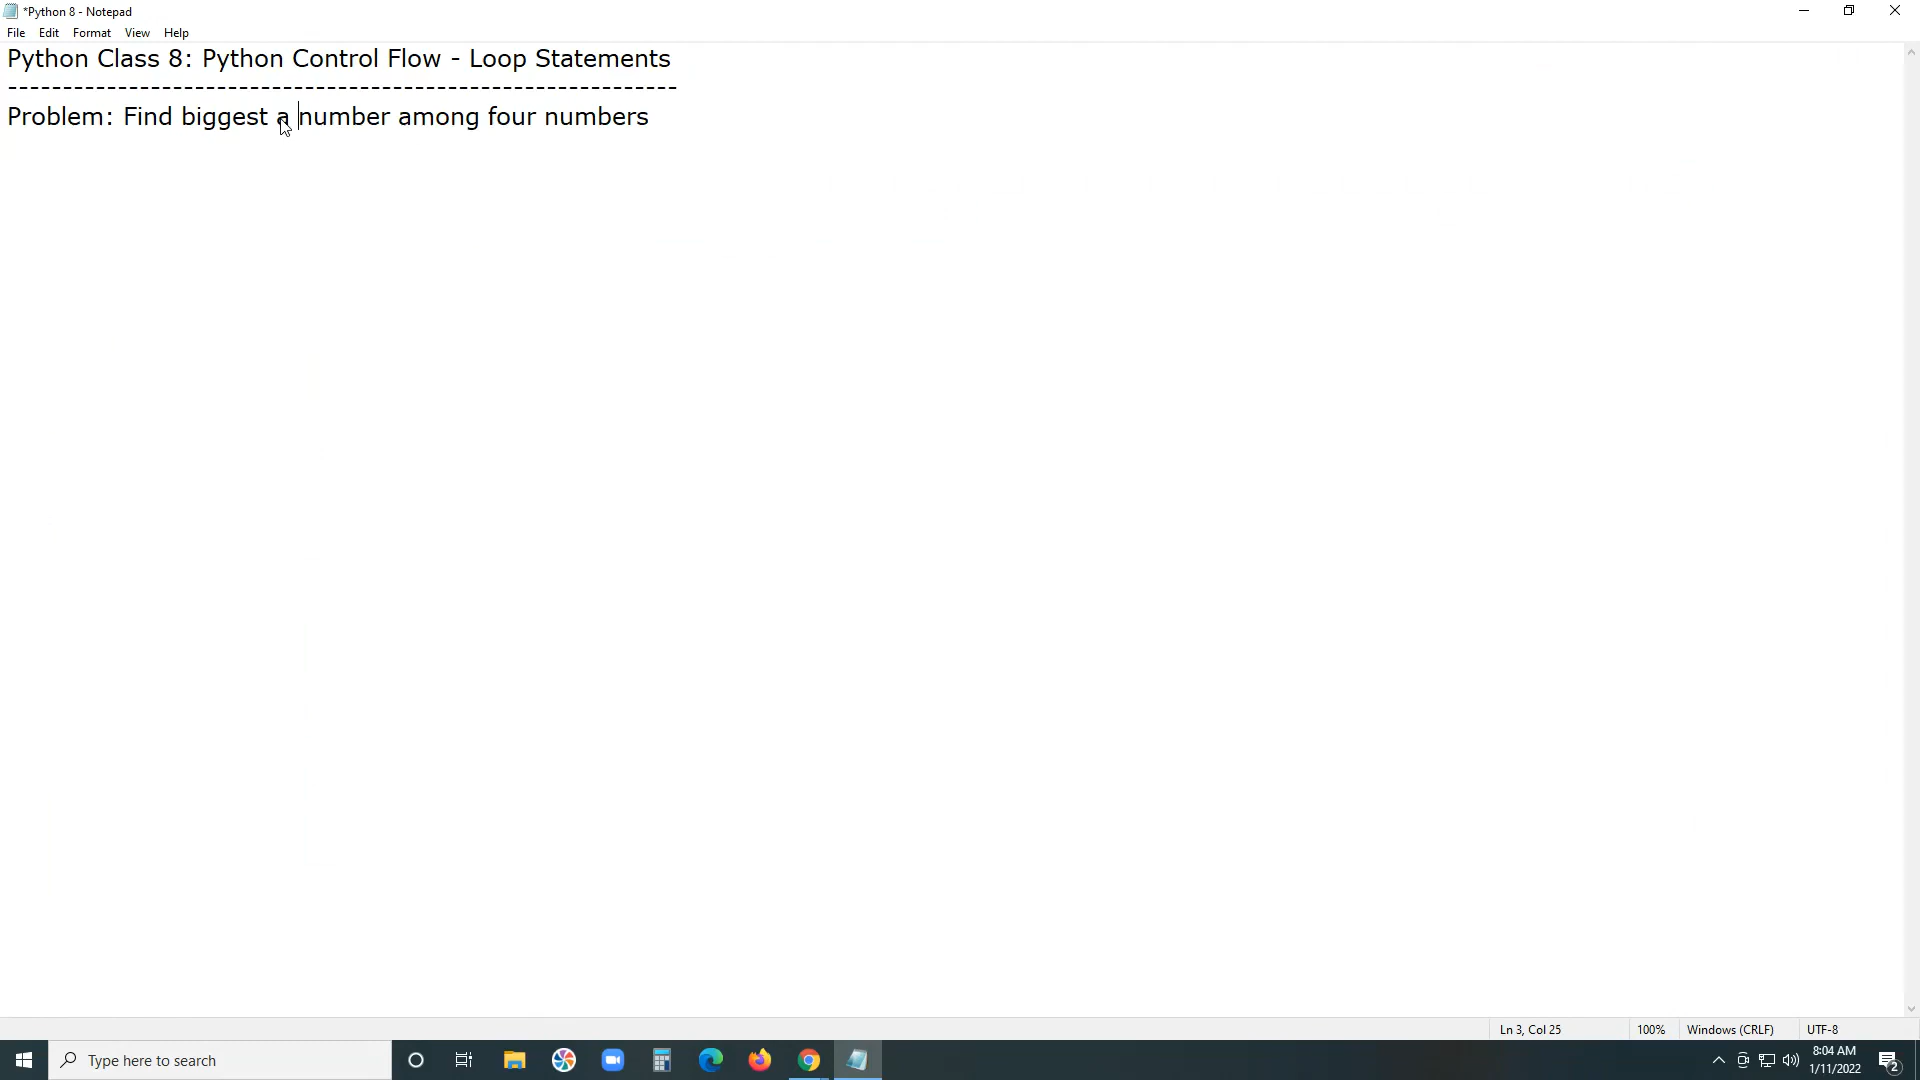 *Python 8 - Notepad
File Edit Format View Help
Python Class 8: Python Control Flow - Loop Statements
-------------------------------------------------------------
Problem: Find biggest a number among four numbers
Ln 3, Col 25 100% Windows (CRLF) UTF-8
Type here to search
8:04 AM
1/11/2022
2